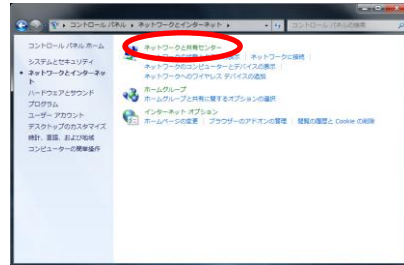 コントロール パネル ▸ ネットワークとインターネット ▸
コントロール パネルの検索
コントロール パネル ホーム
システムとセキュリティ
ネットワークとインターネッ
ト
ハードウェアとサウンド
プログラム
ユーザー アカウント
デスクトップのカスタマイズ
時計、言語、および地域
コンピューターの簡単操作
ネットワークと共有センター
ネットワークに接続
ネットワークのコンピューターとデバイスの表示
ネットワークへのワイヤレス デバイスの追加
ホームグループ
ホームグループと共有に関するオプションの選択
インターネット オプション
ホームページの変更 | ブラウザーのアドオンの管理 | 閲覧の履歴と Cookie の削除